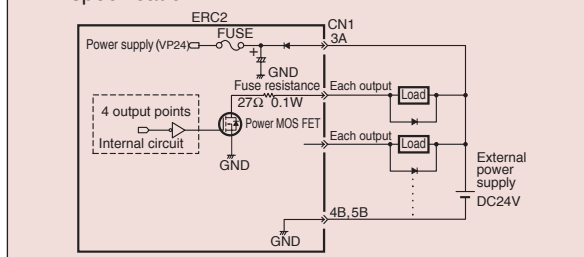 ERC2
CN1
FUSE
3A
Power supply (VP24)
+
GND
Fuse resistance
Each output
27Ω 0.1W
Load
4 output points
Power MOS FET
Internal circuit
Each output
Load
GND
External
power
supply
DC24V
4B,5B
GND